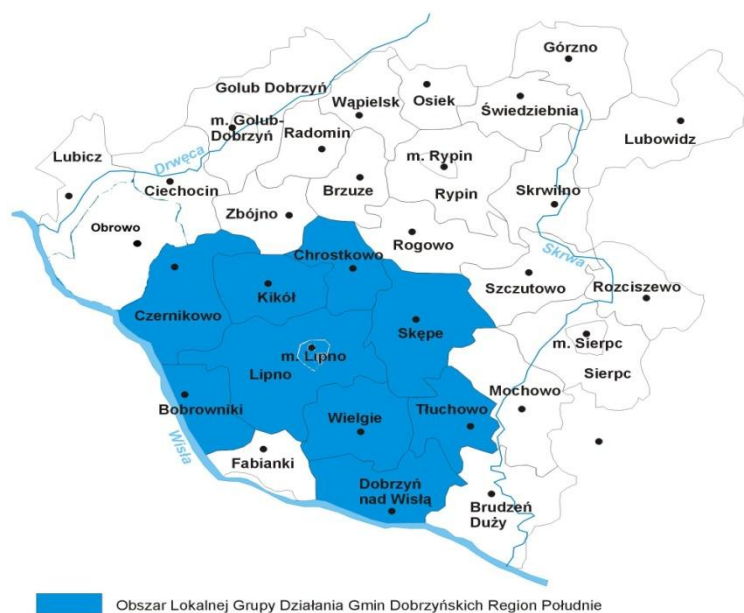 Górzno
Golub Dobrzyń
Wąpielsk
Osiek
Świedziebnia
m. Golub-
Dobrzyń
Radomin
Lubowidz
Lubicz
Drwęca
Ciechocin
m. Rypin
Brzuze
Rypin
Skrwilno
Zbójno
Obrowo
Rogowo
Chrostkowo
Skrwa
Kikół
Szczutowo
Rozciszewo
Czernikowo
Skępe
m. Sierpc
m. Lipno
Lipno
Sierpc
Mochowo
Bobrowniki
Wielgie
Tłuchowo
Wisła
Fabianki
Dobrzyń
nad Wisłą
Brudzeń
Duży
Obszar Lokalnej Grupy Działania Gmin Dobrzyńskich Region Południe